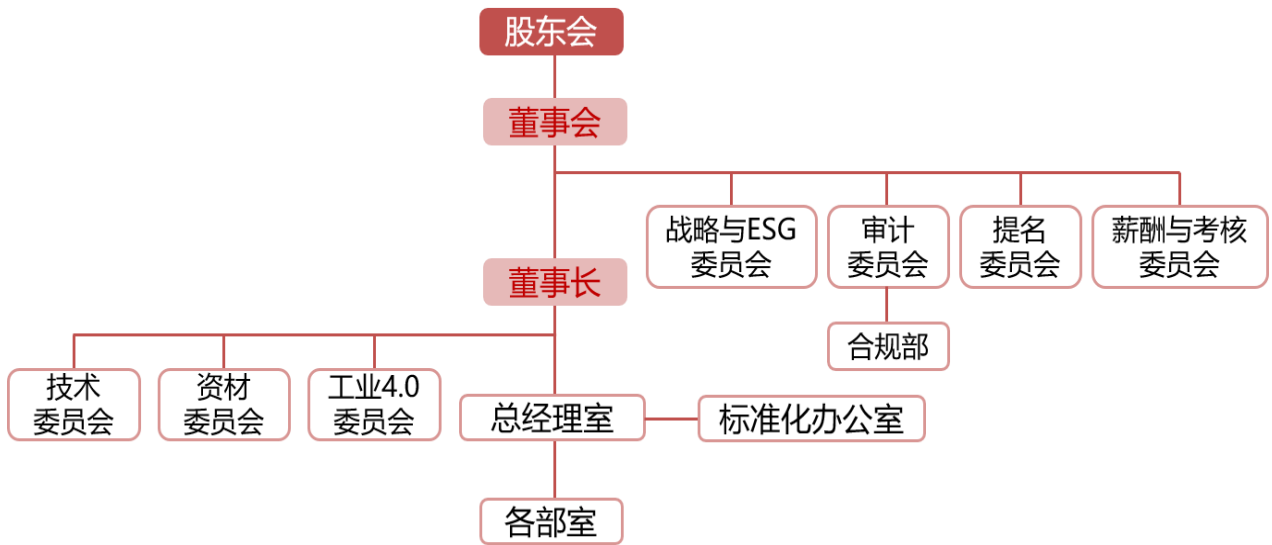 股东会
董事会
战略与ESG
委员会
审计
委员会
提名
委员会
薪酬与考核
委员会
董事长
合规部
技术
委员会
资材
委员会
工业4.0
委员会
总经理室
标准化办公室
各部室